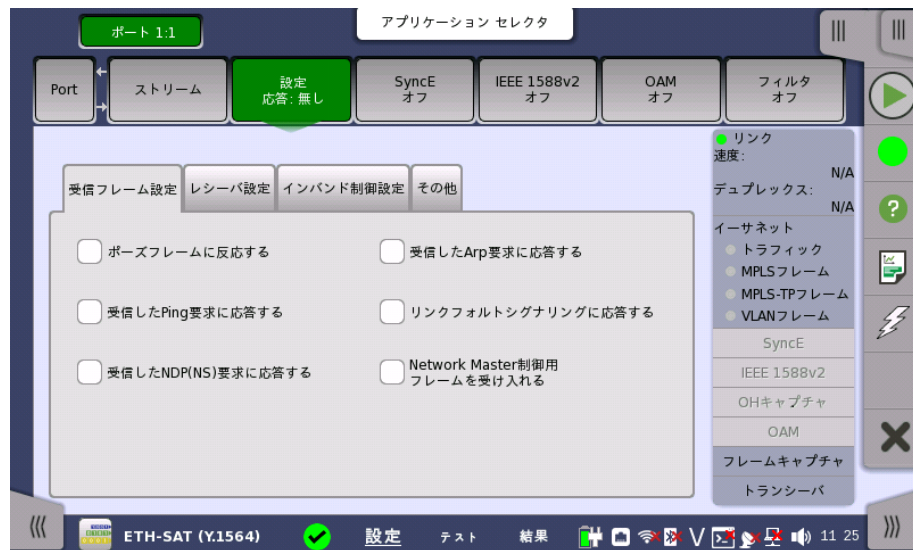 ポート 1:1
アプリケーション セレクタ
Port
ストリーム
設定
応答: 無し
SyncE
オフ
IEEE 1588v2
オフ
OAM
オフ
フィルタ
オフ
受信フレーム設定
レシーバ設定
インバンド制御設定
その他
ポーズフレームに反応する
受信したArp要求に応答する
受信したPing要求に応答する
リンクフォルトシグナリングに応答する
受信したNDP(NS)要求に応答する
Network Master制御用
フレームを受け入れる
リンク
速度:
N/A
デュプレックス:
N/A
イーサネット
トラフィック
MPLSフレーム
MPLS-TPフレーム
VLANフレーム
SyncE
IEEE 1588v2
OHキャプチャ
OAM
フレームキャプチャ
トランシーバ
ETH-SAT (Y.1564)
設定
テスト
結果
11 25